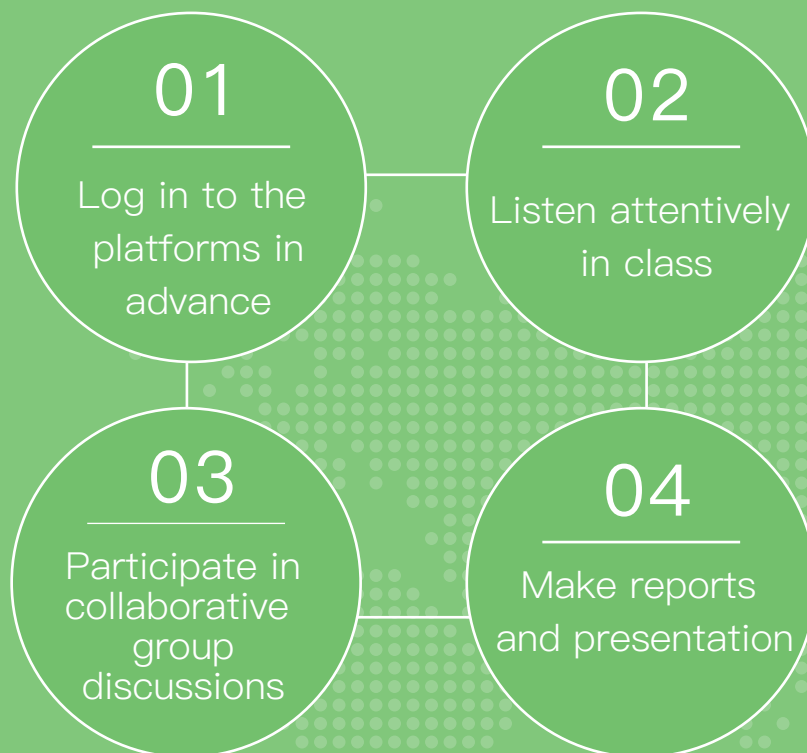 01
Log in to the
platforms in
advance
02
Listen attentively
in class
03
Participate in
collaborative
group
discussions
04
Make reports
and presentation